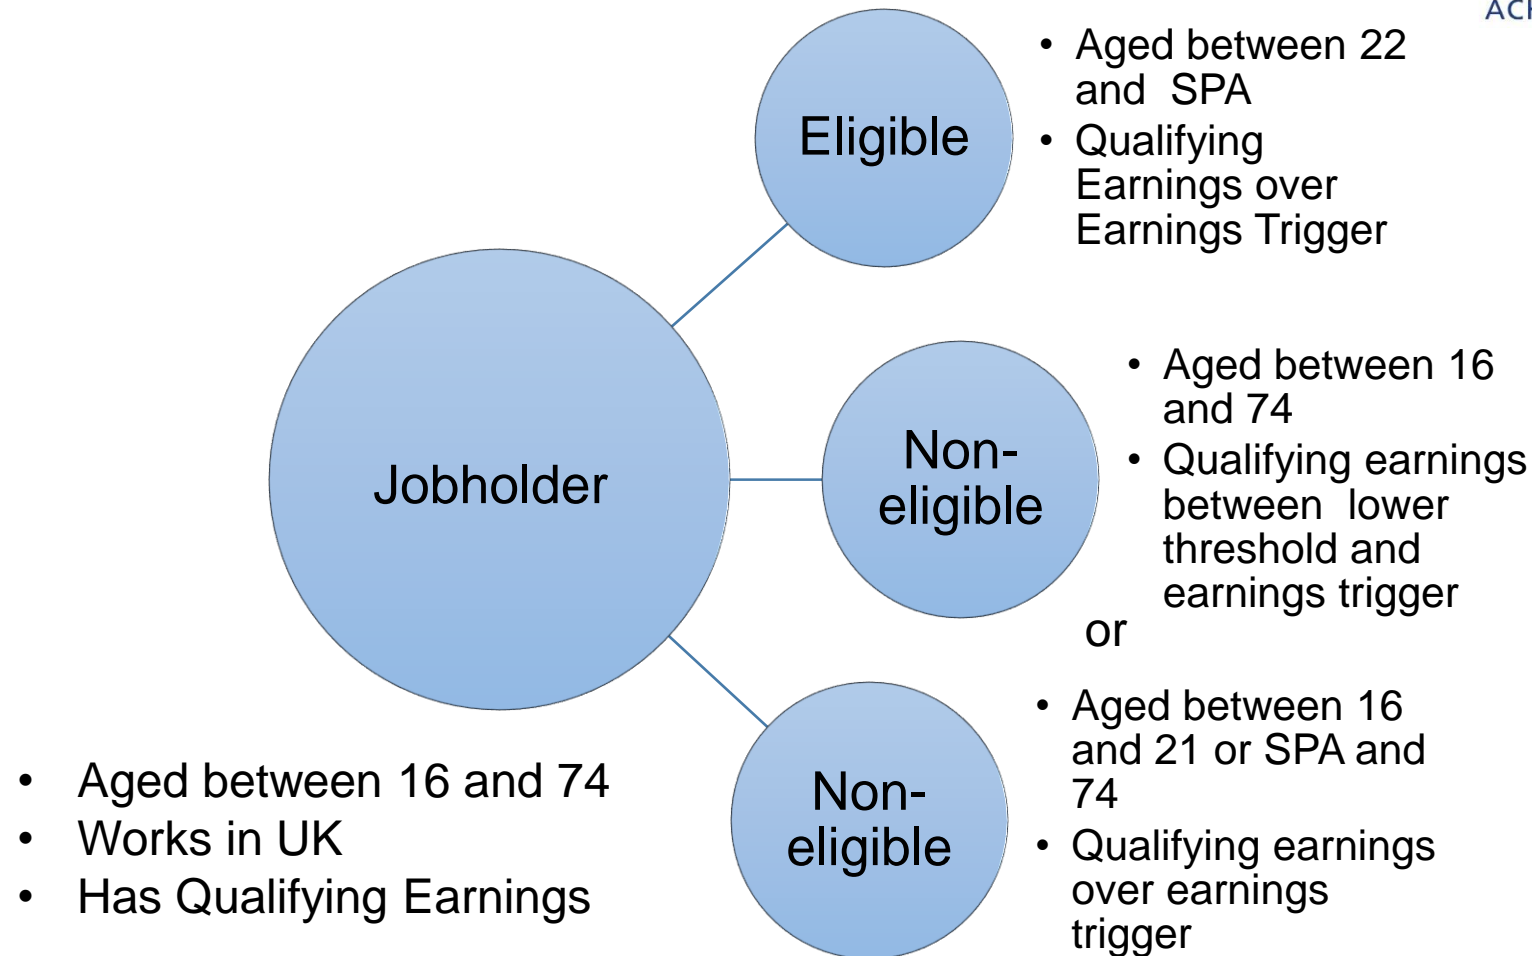 Eligible
• Aged between 22
and SPA
• Qualifying
Earnings over
Earnings Trigger
Jobholder
Non-
eligible
• Aged between 16
and 74
• Qualifying earnings
between lower
threshold and
earnings trigger
or
Non-
eligible
• Aged between 16
and 21 or SPA and
74
• Qualifying earnings
over earnings
trigger
• Aged between 16 and 74
• Works in UK
• Has Qualifying Earnings